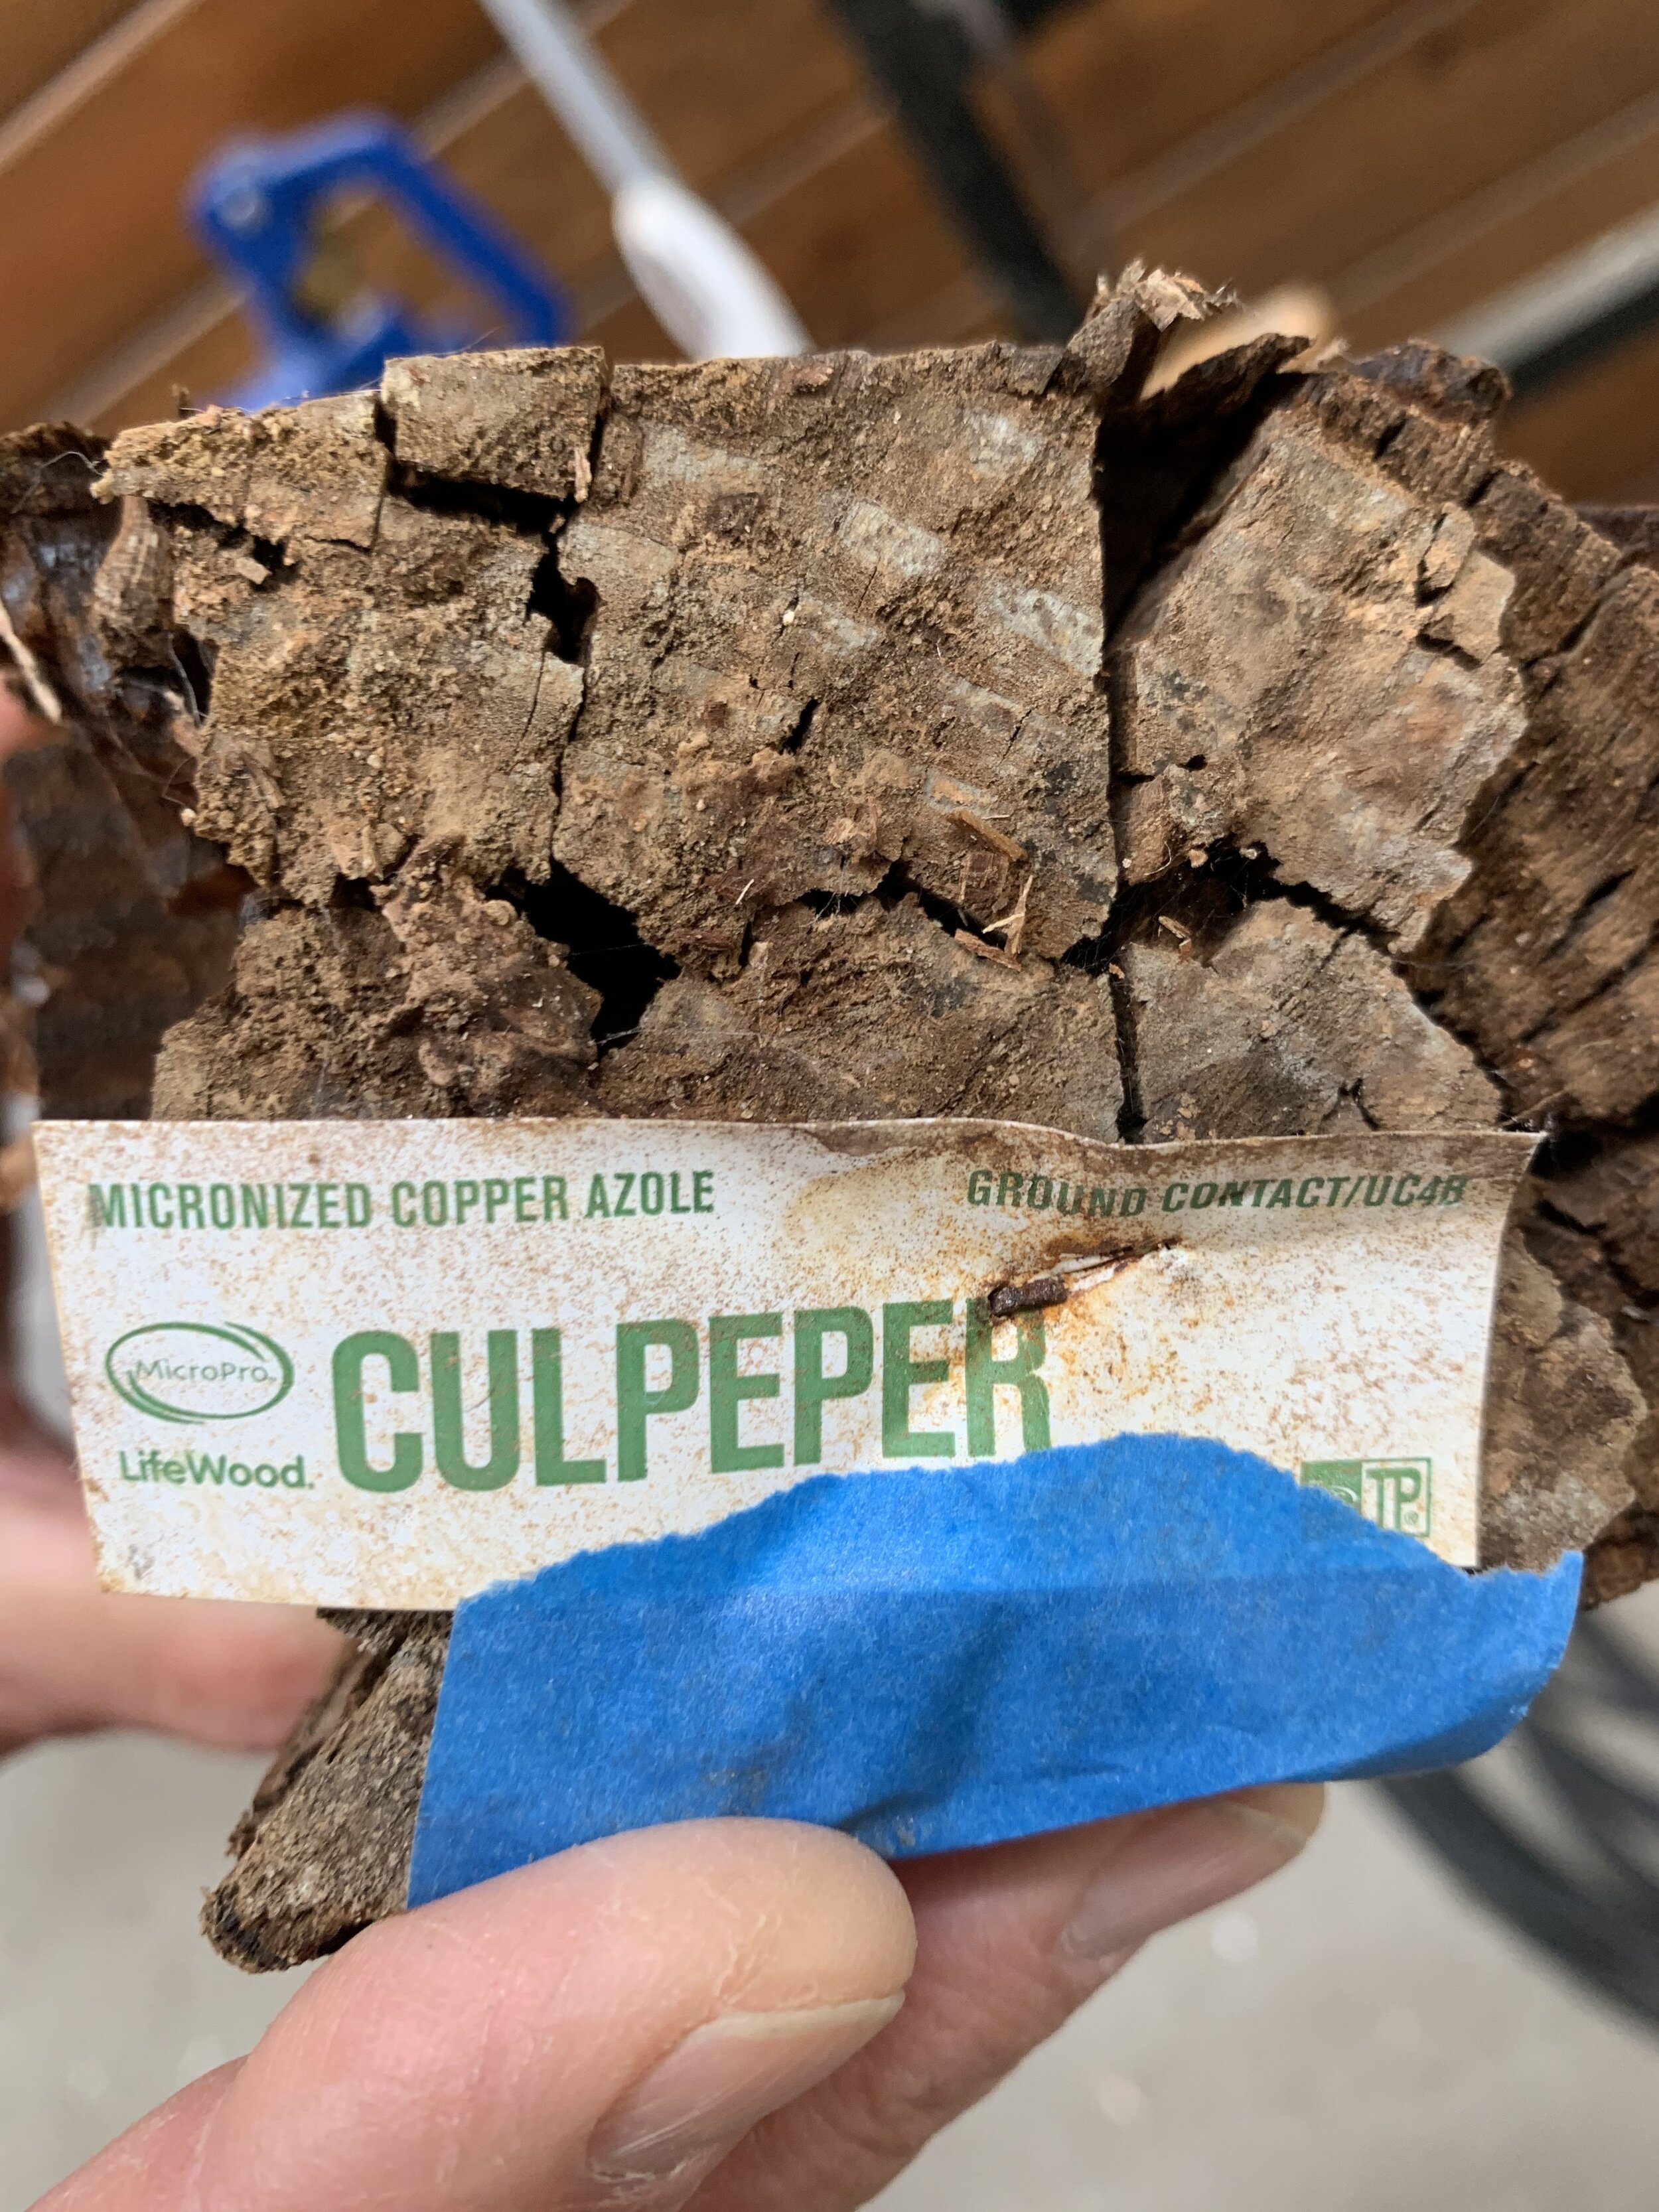 MICRONIZED COPPER AZOLE GROUND CONTACT/UC4B
MicroPro
CULPEPER
LifeWood.
TP